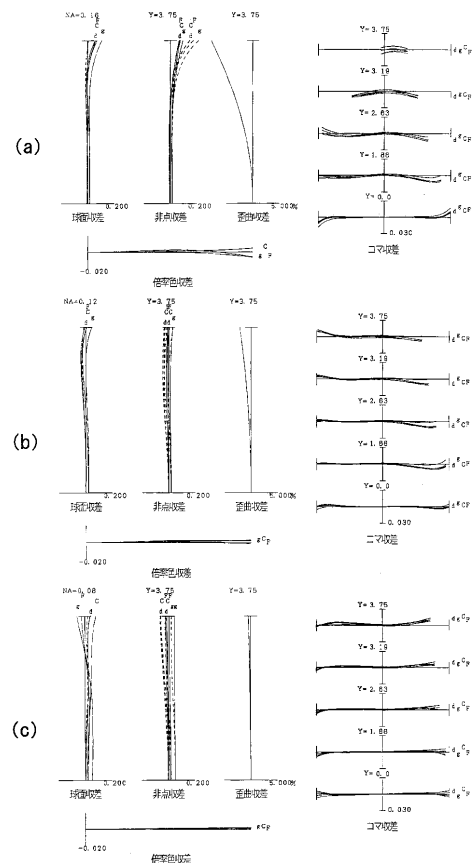 (a)
NA=0.16
F
C
d g
Y=3.75
F
C C F
d d g
Y=3.75
0.200
球面収差
0.200
非点収差
5.000%
歪曲収差
C
g F
-0.020
倍率色収差
Y=3.75
d g C F
Y=3.19
d g C F
Y=2.63
d g C F
Y=1.88
d g C F
Y=0.0
d g C F
0.030
コマ収差
(b)
NA=0.12
F
C
d g
Y=3.75
Y=3.75
0.200
球面収差
0.200
非点収差
5.000%
歪曲収差
g C F
-0.020
倍率色収差
Y=3.75
d g C F
Y=3.19
d g C F
Y=2.63
d g C F
Y=1.88
d g C F
Y=0.0
d g C F
0.030
コマ収差
(c)
NA=0.08
g F d C
Y=3.75
F F
C C
d d g g
Y=3.75
0.200
球面収差
0.200
非点収差
5.000%
歪曲収差
g C F
-0.020
倍率色収差
Y=3.75
d g C F
Y=3.19
d g C F
Y=2.63
d g C F
Y=1.88
d g C F
Y=0.0
d g C F
0.030
コマ収差